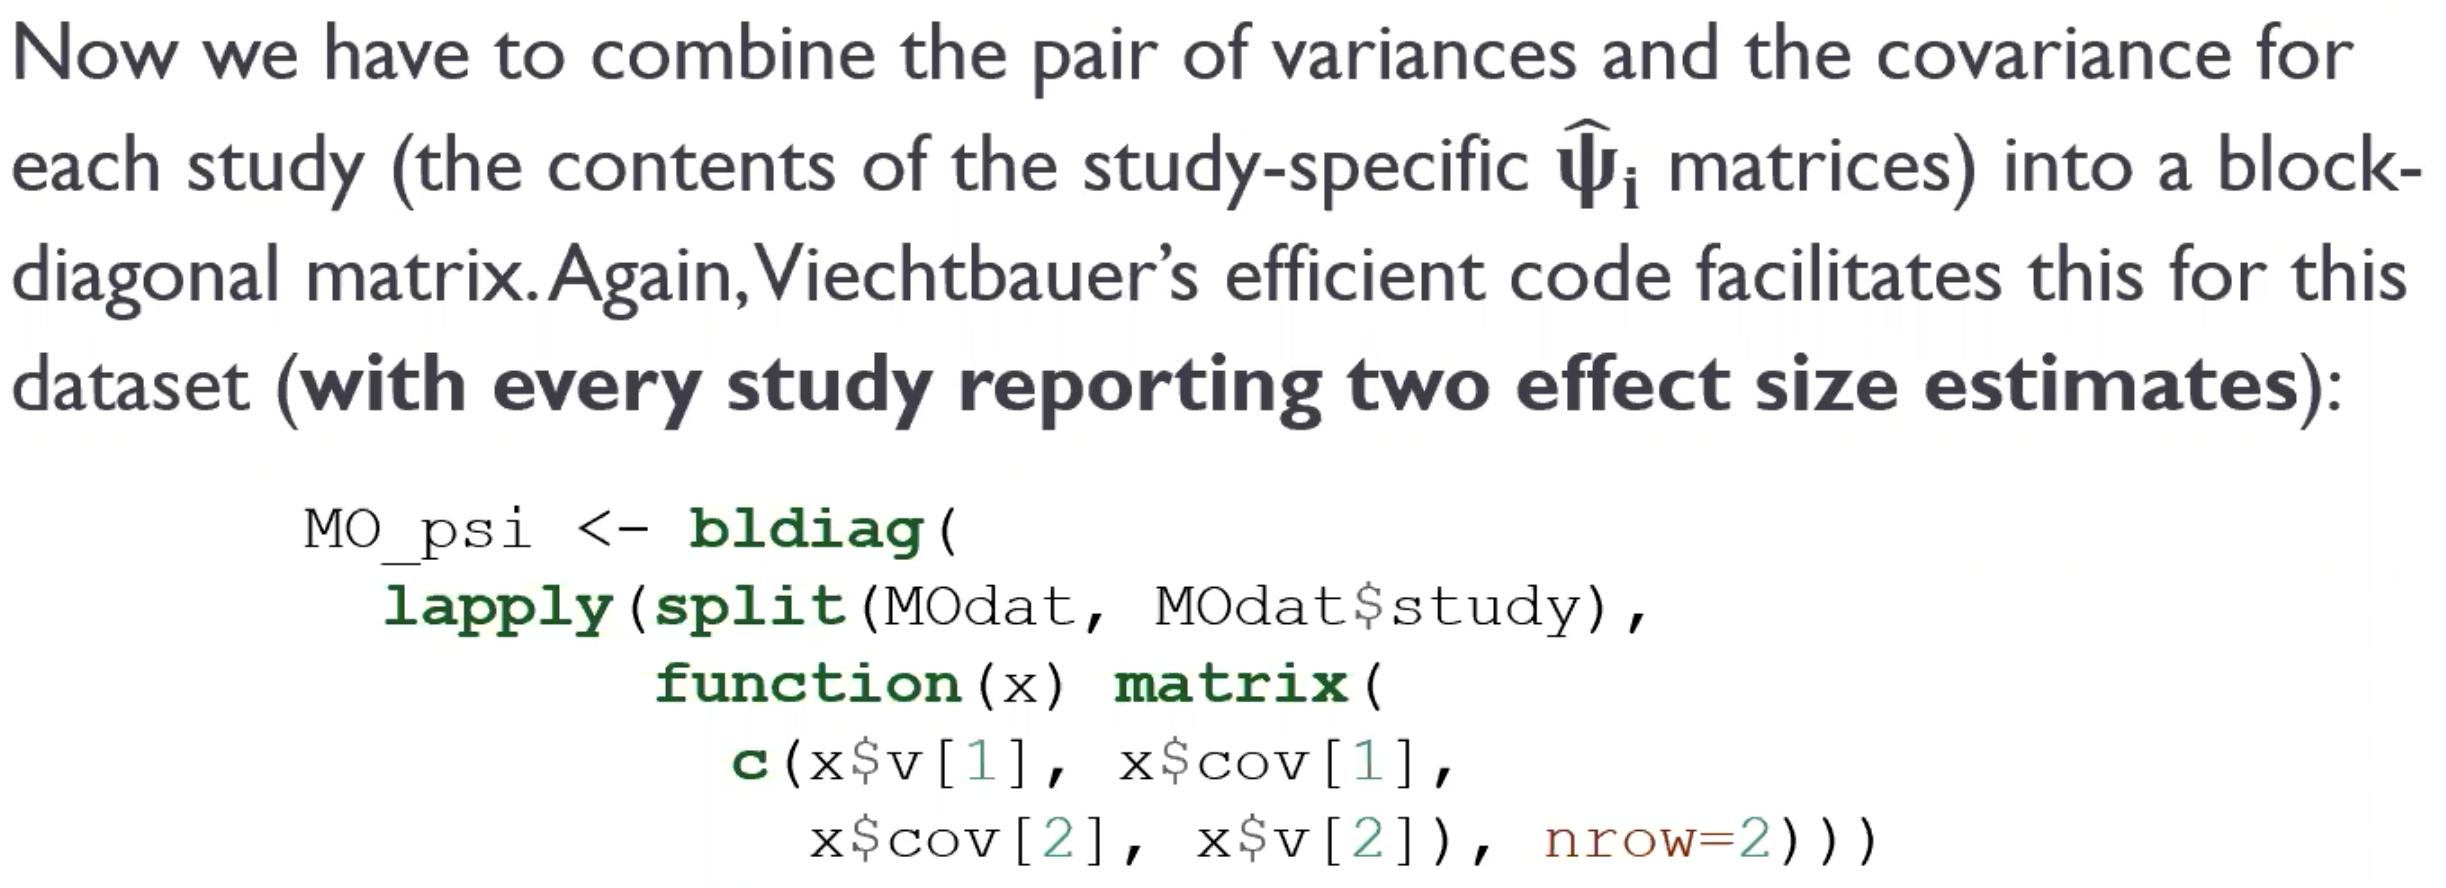 Now we have to combine the pair of variances and the covariance for
each study (the contents of the study-specific ψ̂ᵢ matrices) into a block-
diagonal matrix. Again, Viechtbauer’s efficient code facilitates this for this
dataset (with every study reporting two effect size estimates):
MO_psi <- bldiag(
lapply(split(MOdat, MOdat$study),
function(x) matrix(
c(x$v[1], x$cov[1],
x$cov[2], x$v[2]), nrow=2)))